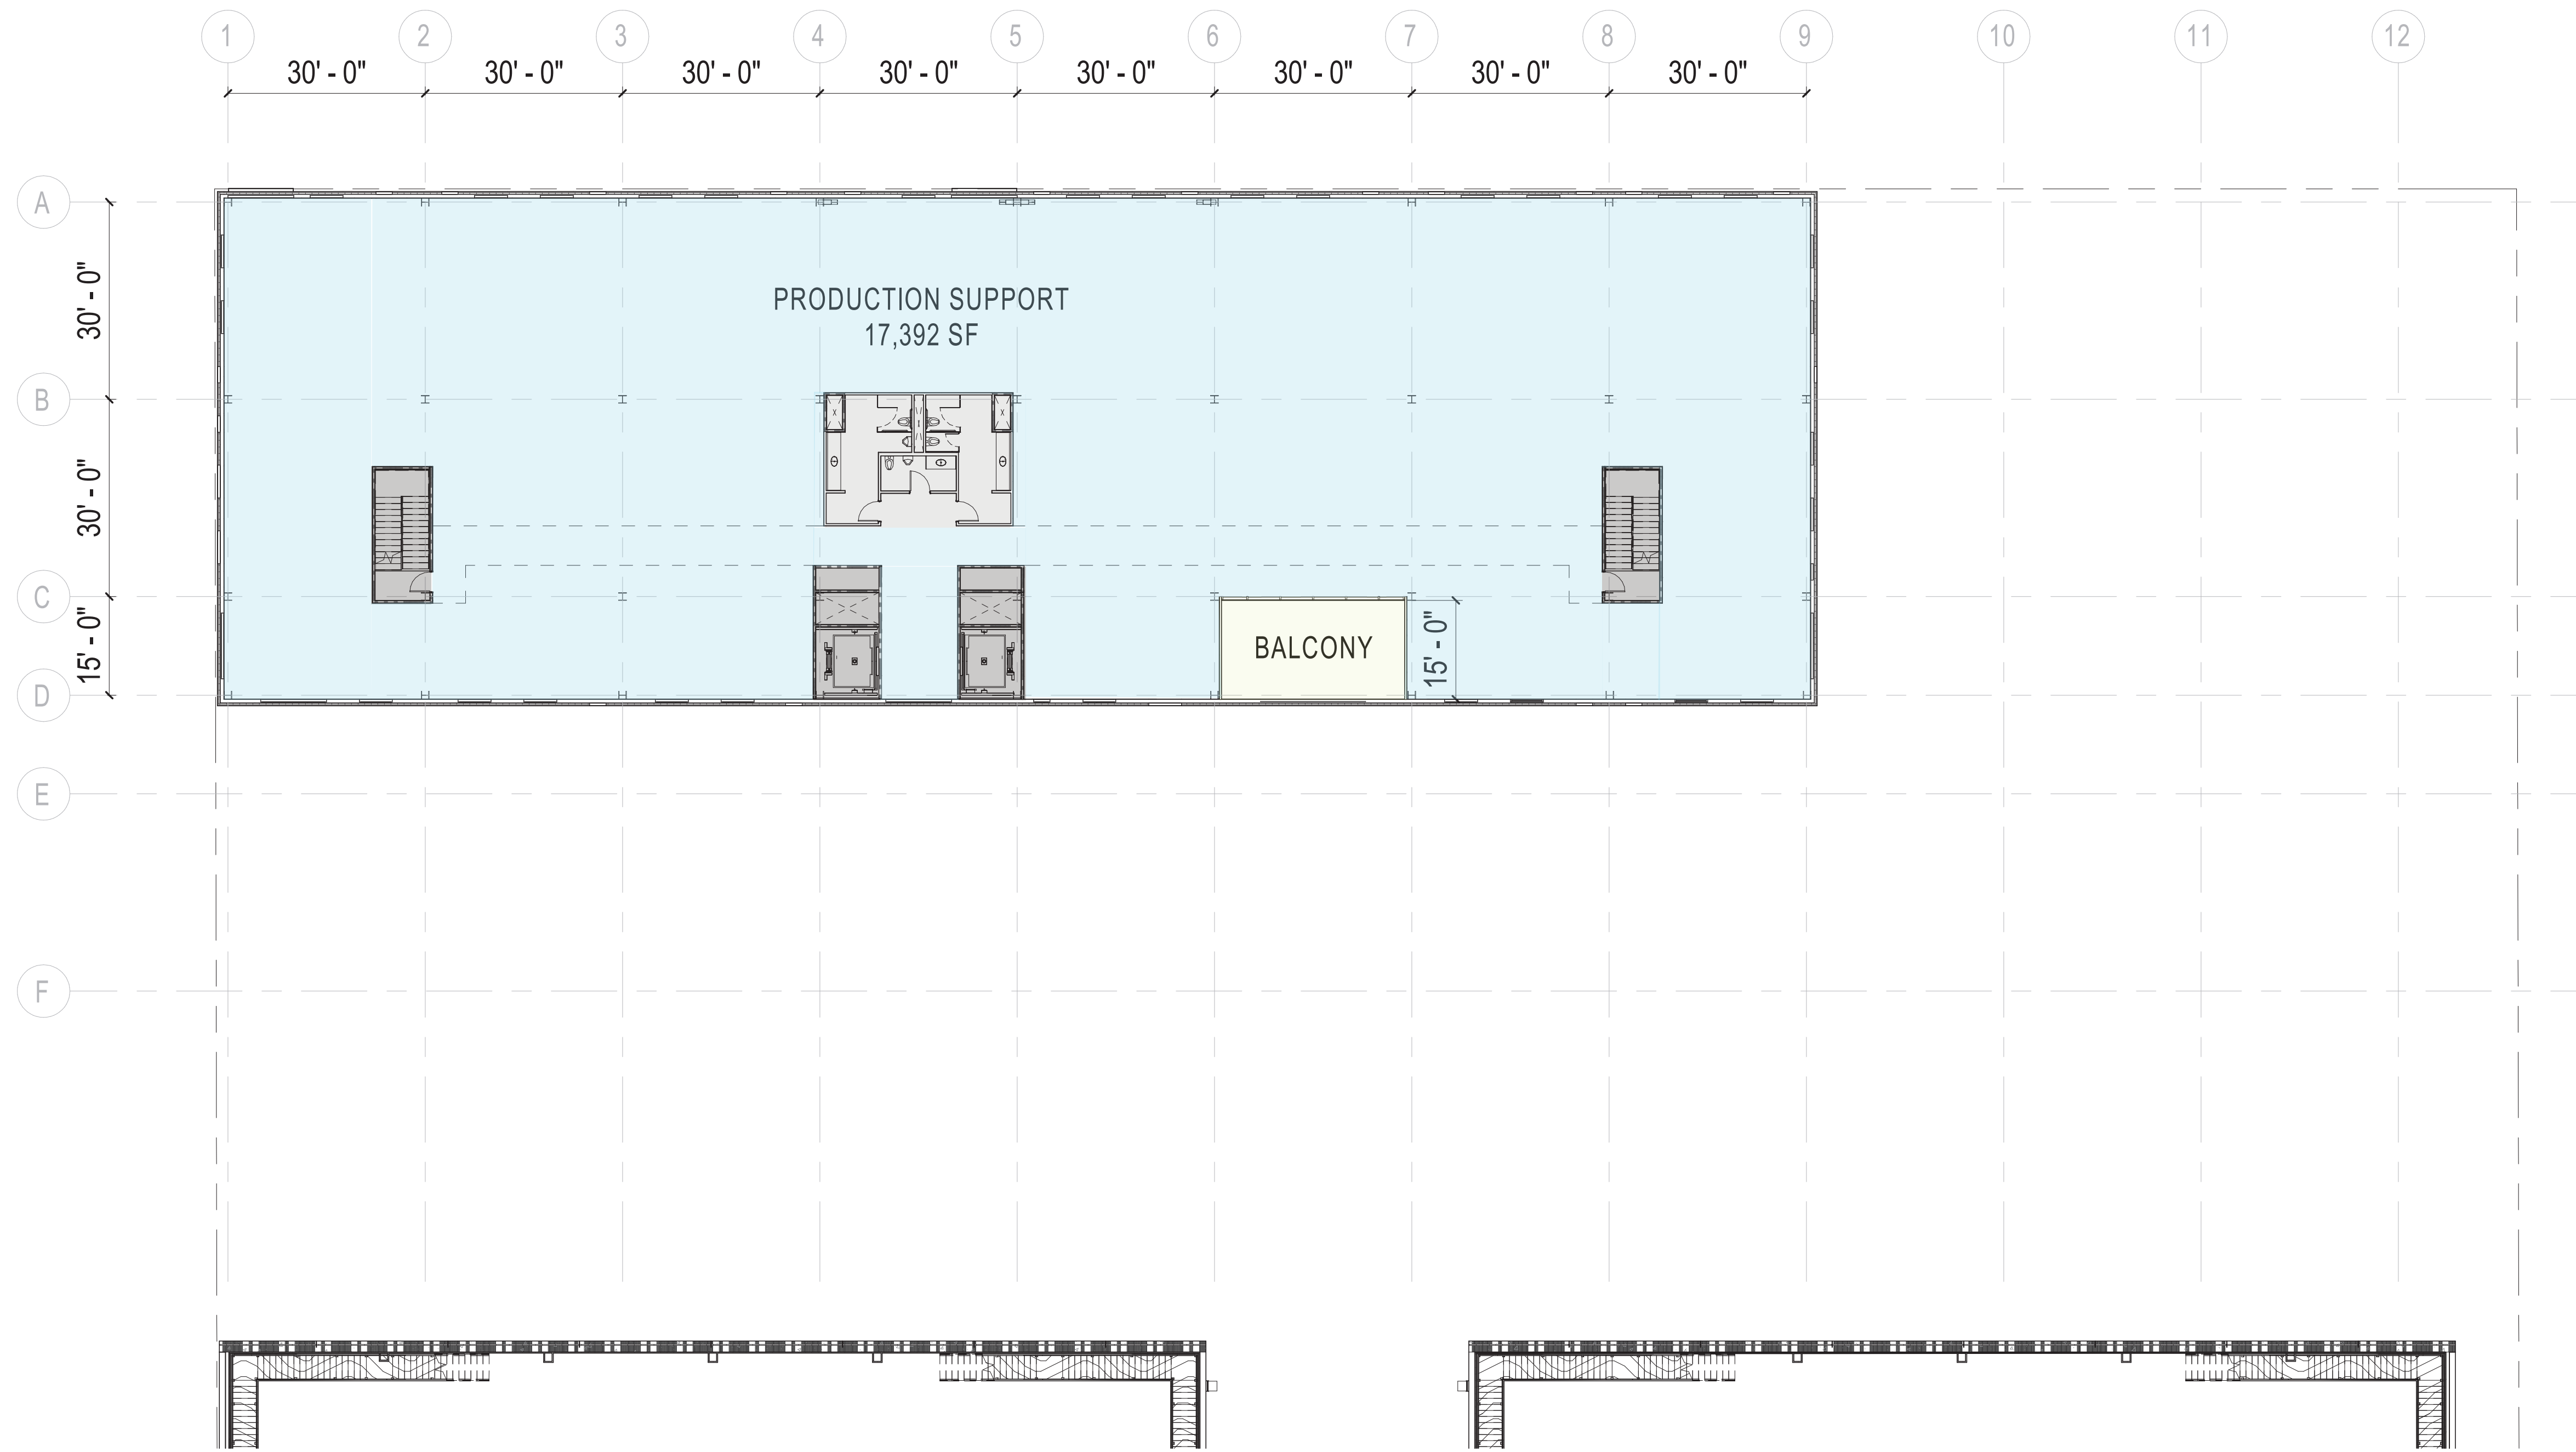 1 2 3 4 5 6 7 8 9 10 11 12
30' - 0" 30' - 0" 30' - 0" 30' - 0" 30' - 0" 30' - 0" 30' - 0" 30' - 0"
A
30' - 0"
PRODUCTION SUPPORT
17,392 SF
B
30' - 0"
C
15' - 0"
BALCONY
15' - 0"
D
E
F